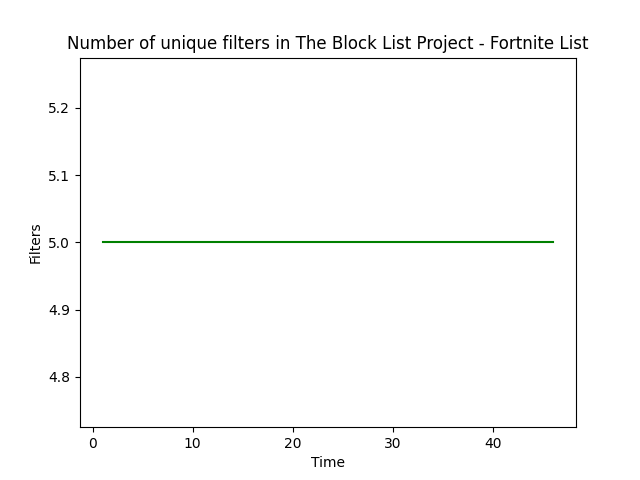 Number of unique filters in The Block List Project - Fortnite List
5.2
5.1
5.0
4.9
4.8
Filters
0 10 20 30 40
Time